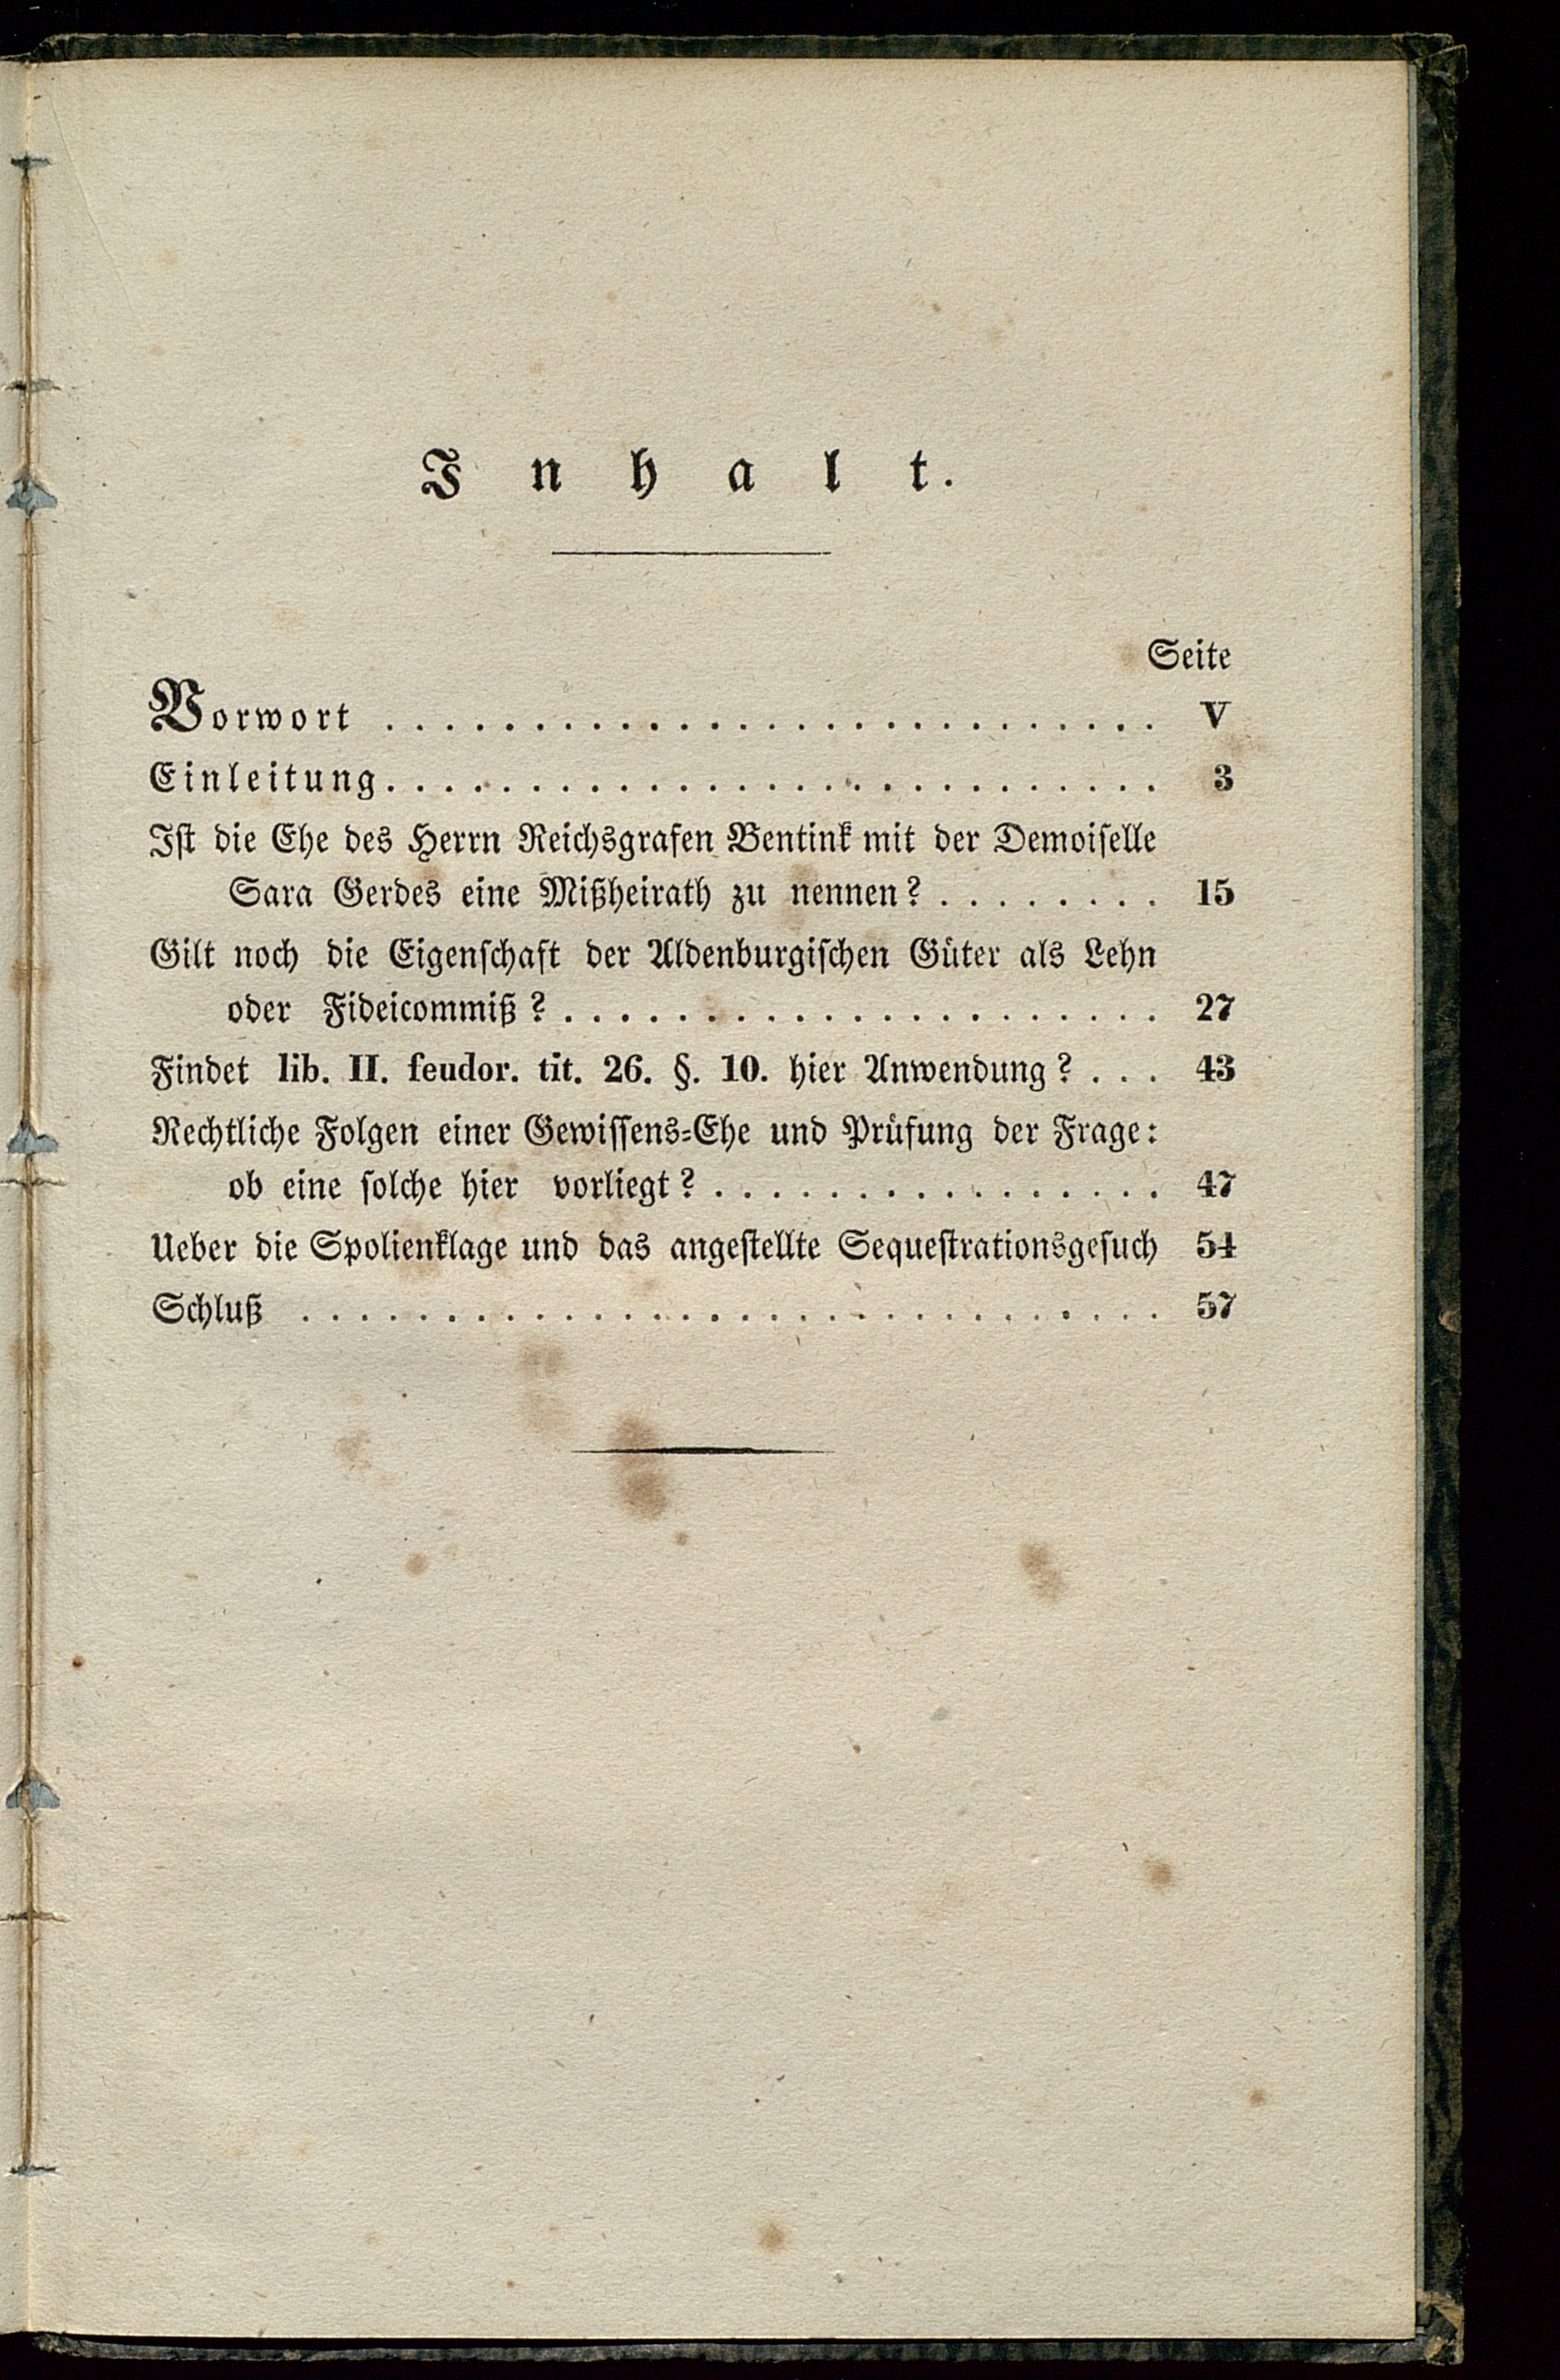 Inhalt.
Seite
Vorwort . . . . . . . . . . . . . . . . . . . . . . . . . . . V
Einleitung. . . . . . . . . . . . . . . . . . . . . . . . . . . 3
Ist die Ehe des Herrn Reichsgrafen Bentink mit der Demoiselle
Sara Gerdes eine Mißheirath zu nennen? . . . . . . . . 15
Gilt noch die Eigenschaft der Aldenburgischen Güter als Lehn
oder Fideicommiß? . . . . . . . . . . . . . . . . . . . . . 27
Findet lib. II. feudor. tit. 26. §. 10. hier Anwendung? . . . 43
Rechtliche Folgen einer Gewissens-Ehe und Prüfung der Frage:
ob eine solche hier vorliegt? . . . . . . . . . . . . . . . . 47
Ueber die Spolienklage und das angestellte Sequestrationsgesuch 54
Schluß . . . . . . . . . . . . . . . . . . . . . . . . . . . . . . 57